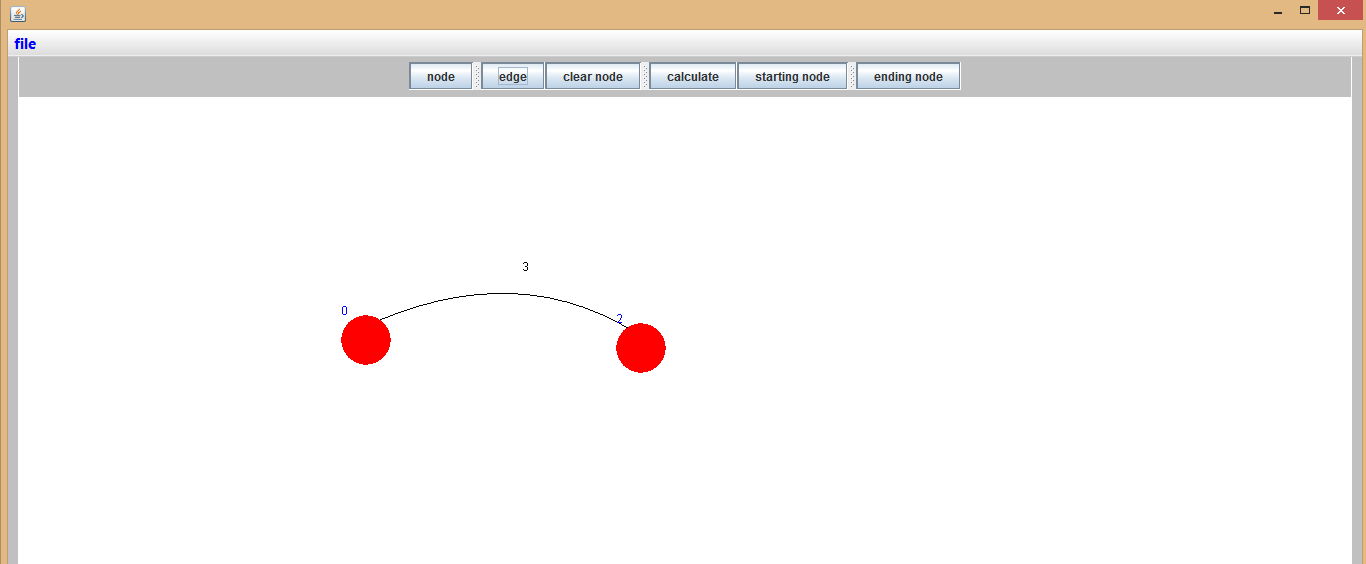 file
node edge clear node calculate starting node ending node
3
0
2